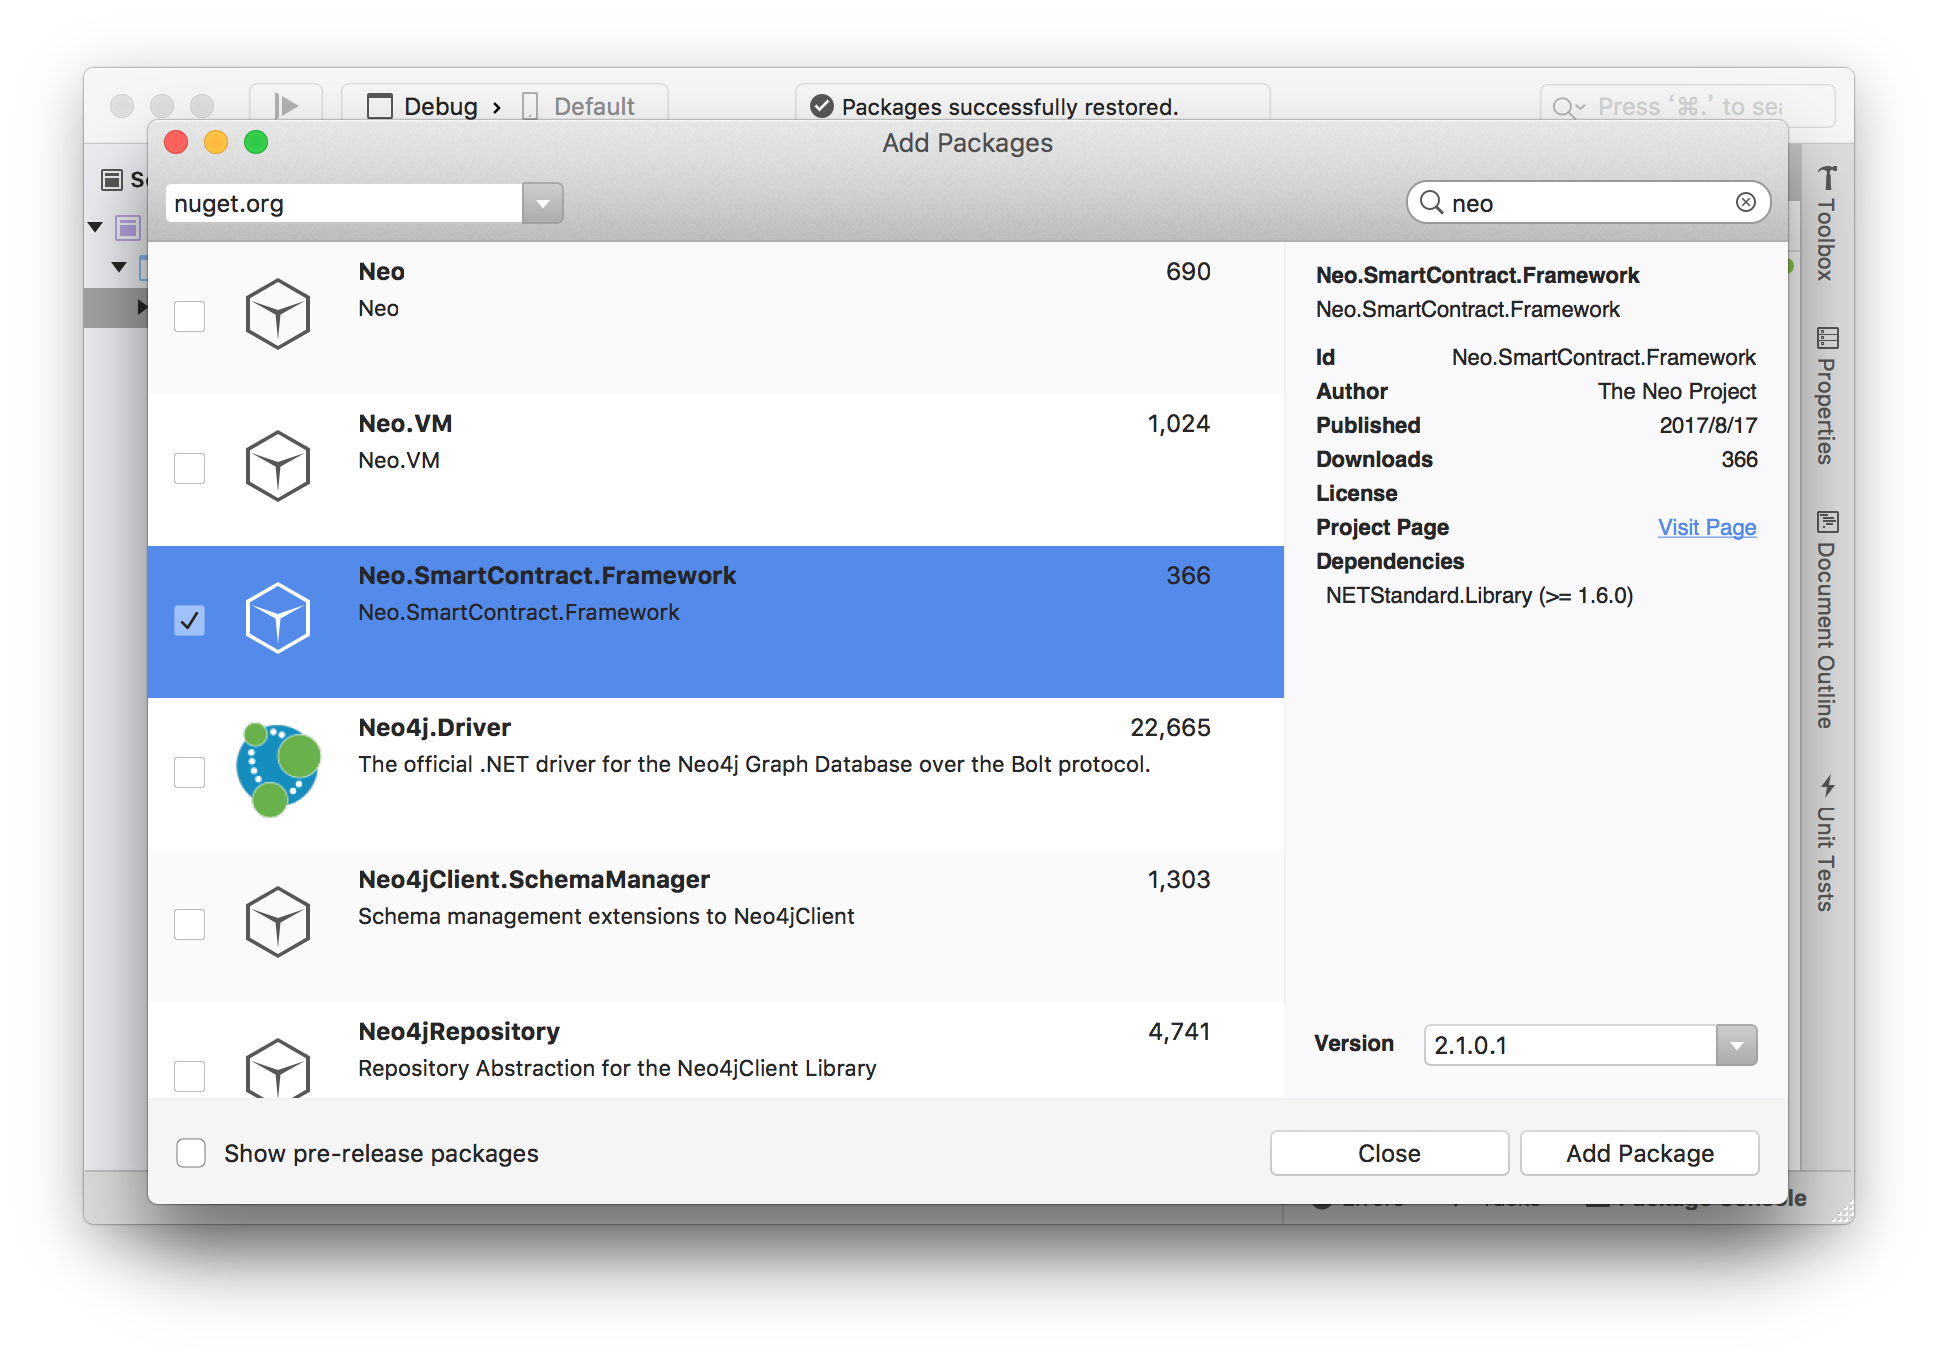 Debug › Default
Packages successfully restored.
Press ‘⌘.’ to
Add Packages
nuget.org
neo
Neo 690
Neo
Neo.VM 1,024
Neo.VM
Neo.SmartContract.Framework 366
Neo.SmartContract.Framework
Neo4j.Driver 22,665
The official .NET driver for the Neo4j Graph Database over the Bolt protocol.
Neo4jClient.SchemaManager 1,303
Schema management extensions to Neo4jClient
Neo4jRepository 4,741
Repository Abstraction for the Neo4jClient Library
Neo.SmartContract.Framework
Neo.SmartContract.Framework
Id Neo.SmartContract.Framework
Author The Neo Project
Published 2017/8/17
Downloads 366
License
Project Page Visit Page
Dependencies
NETStandard.Library (>= 1.6.0)
Version 2.1.0.1
Show pre-release packages
Close
Add Package
Toolbox
Properties
Document Outline
Unit Tests
Package Console